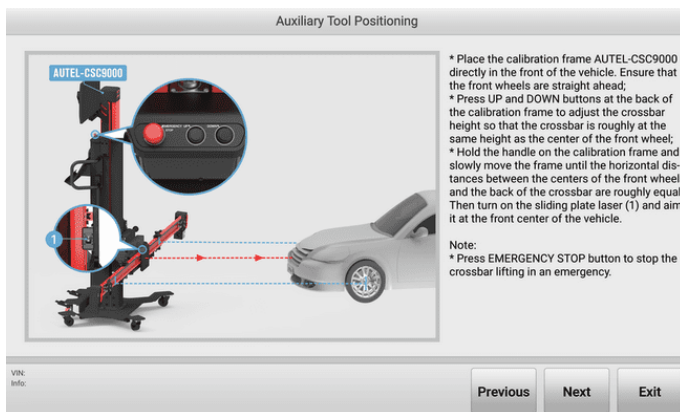 Auxiliary Tool Positioning
AUTEL-CSC9000
EMERGENCY STOP
UP
DOWN
1
* Place the calibration frame AUTEL-CSC9000
directly in the front of the vehicle. Ensure that
the front wheels are straight ahead;
* Press UP and DOWN buttons at the back of
the calibration frame to adjust the crossbar
height so that the crossbar is roughly at the
same height as the center of the front wheel;
* Hold the handle on the calibration frame and
slowly move the frame until the horizontal dis-
tances between the centers of the front wheel
and the back of the crossbar are roughly equal
Then turn on the sliding plate laser (1) and aim
it at the front center of the vehicle.
Note:
* Press EMERGENCY STOP button to stop the
crossbar lifting in an emergency.
VIN:
Info:
Previous
Next
Exit